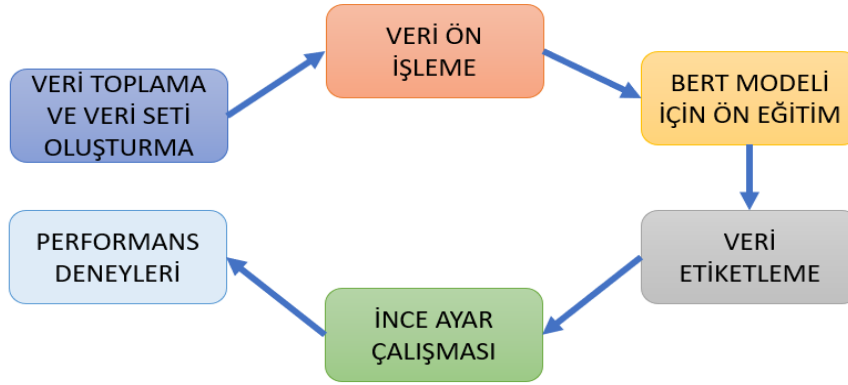 VERİ TOPLAMA
VE VERİ SETİ
OLUŞTURMA
VERİ ÖN
İŞLEME
BERT MODELİ
İÇİN ÖN EĞİTİM
VERİ
ETİKETLEME
İNCE AYAR
ÇALIŞMASI
PERFORMANS
DENEYLERİ